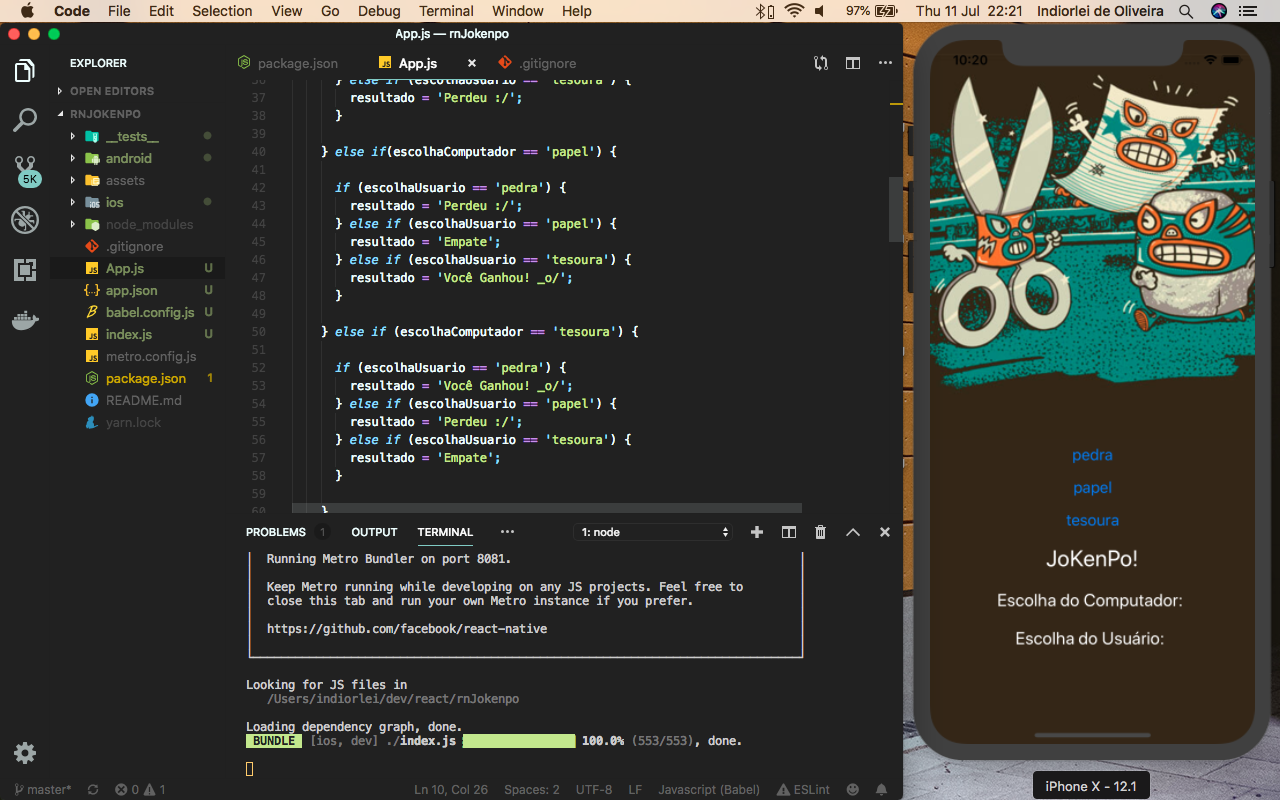 Code File Edit Selection View Go Debug Terminal Window Help 97% Thu 11 Jul 22:21 Indiorlei de Oliveira
App.js — rnJokenpo
EXPLORER
OPEN EDITORS
RNJOKENPO
__tests__
android
assets
ios
node_modules
.gitignore
JS App.js U
{..} app.json U
babel.config.js U
JS index.js U
JS metro.config.js
package.json 1
README.md
yarn.lock
5K
package.json JS App.js × .gitignore
36 } else if (escolhaUsuario == 'tesoura') {
37 resultado = 'Perdeu :/';
38 }
39
40 } else if(escolhaComputador == 'papel') {
41
42 if (escolhaUsuario == 'pedra') {
43 resultado = 'Perdeu :/';
44 } else if (escolhaUsuario == 'papel') {
45 resultado = 'Empate';
46 } else if (escolhaUsuario == 'tesoura') {
47 resultado = 'Você Ganhou! _o/';
48 }
49
50 } else if (escolhaComputador == 'tesoura') {
51
52 if (escolhaUsuario == 'pedra') {
53 resultado = 'Você Ganhou! _o/';
54 } else if (escolhaUsuario == 'papel') {
55 resultado = 'Perdeu :/';
56 } else if (escolhaUsuario == 'tesoura') {
57 resultado = 'Empate';
58 }
59
60 }
PROBLEMS 1 OUTPUT TERMINAL ... 1: node
Running Metro Bundler on port 8081.
Keep Metro running while developing on any JS projects. Feel free to
close this tab and run your own Metro instance if you prefer.
https://github.com/facebook/react-native
Looking for JS files in
/Users/indiorlei/dev/react/rnJokenpo
Loading dependency graph, done.
BUNDLE [ios, dev] ./index.js 100.0% (553/553), done.
master* 0 1 Ln 10, Col 26 Spaces: 2 UTF-8 LF Javascript (Babel) ESLint
10:20
pedra
papel
tesoura
JoKenPo!
Escolha do Computador:
Escolha do Usuário:
iPhone X - 12.1